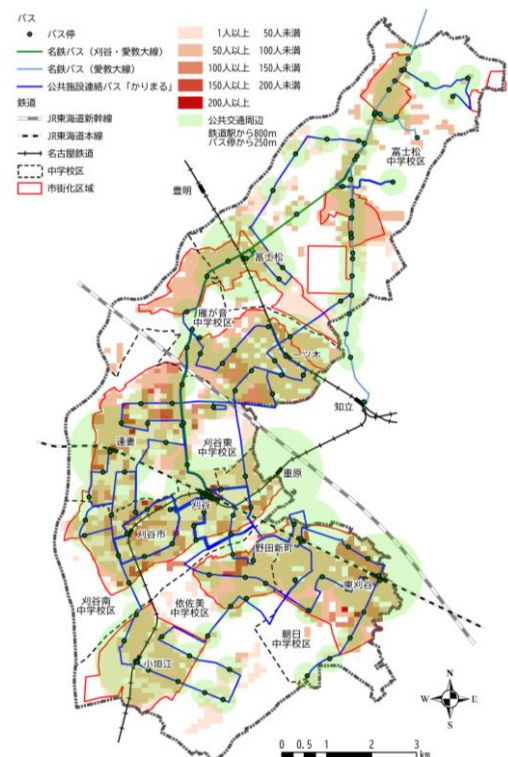 バス
バス停
名鉄バス（刈谷・愛教大線）
名鉄バス（愛教大線）
公共施設連絡バス「かりまる」
鉄道
JR東海道新幹線
JR東海道本線
名古屋鉄道
中学校区
市街化区域
1人以上 50人未満
50人以上 100人未満
100人以上 150人未満
150人以上 200人未満
200人以上
公共交通周辺
鉄道駅から800m
バス停から250m
富士松
中学校区
豊明
富士松
雁が音
中学校区
一ツ木
知立
刈谷東
中学校区
逢妻
重原
刈谷
刈谷市
野田新町
東刈谷
刈谷南
中学校区
依佐美
中学校区
朝日
中学校区
小垣江
N
W
E
S
0 0.5 1 2 3
km